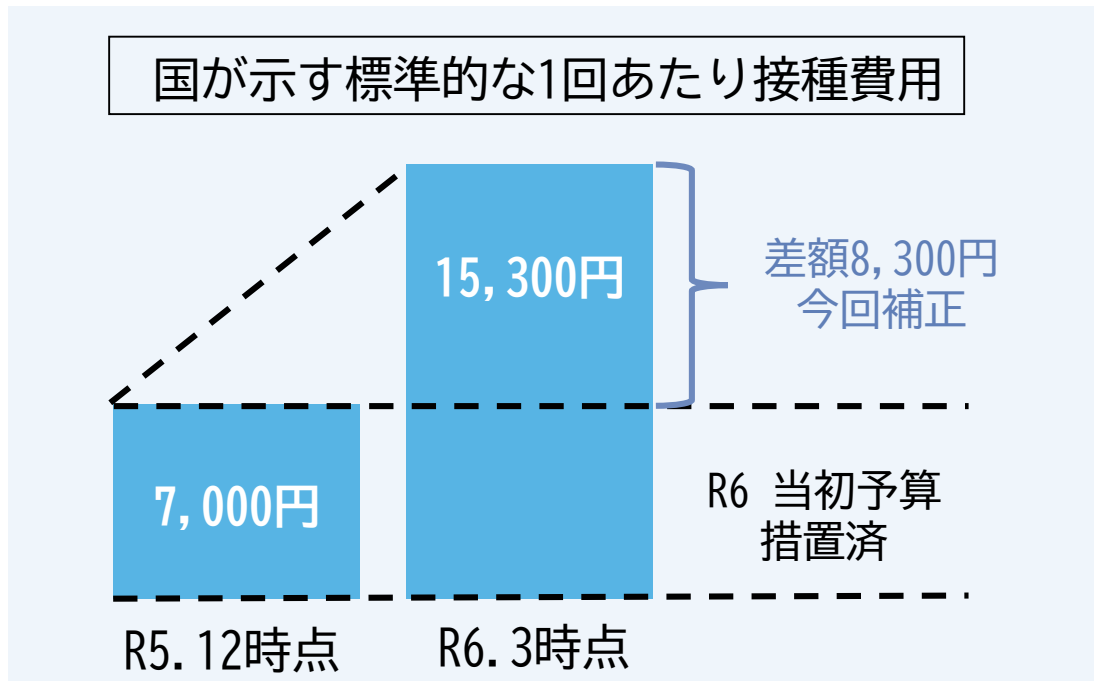 国が示す標準的な1回あたり接種費用
15,300円
差額8,300円
今回補正
7,000円
R6 当初予算
措置済
R5.12時点
R6.3時点